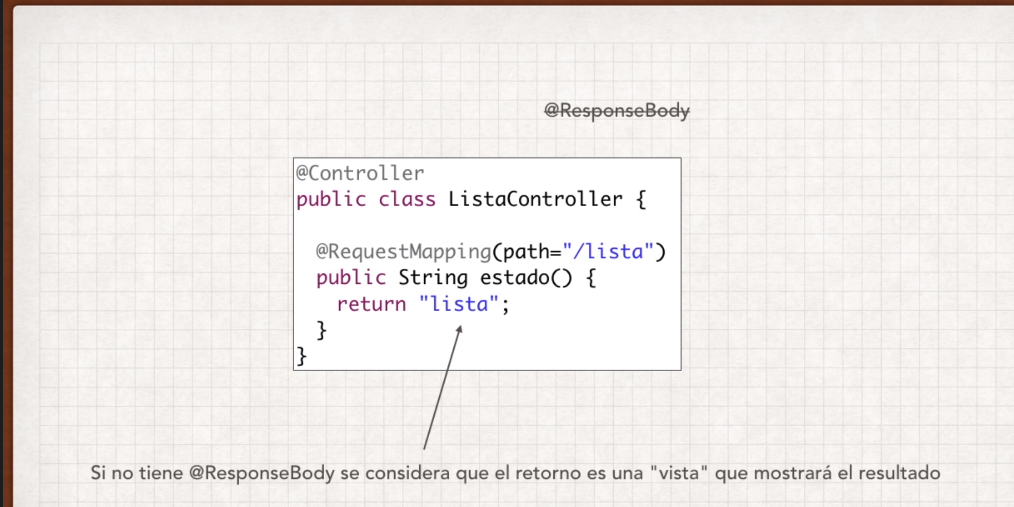 @ResponseBody
@Controller
public class ListaController {
@RequestMapping(path="/lista")
public String estado() {
return "lista";
}
}
Si no tiene @ResponseBody se considera que el retorno es una "vista" que mostrará el resultado